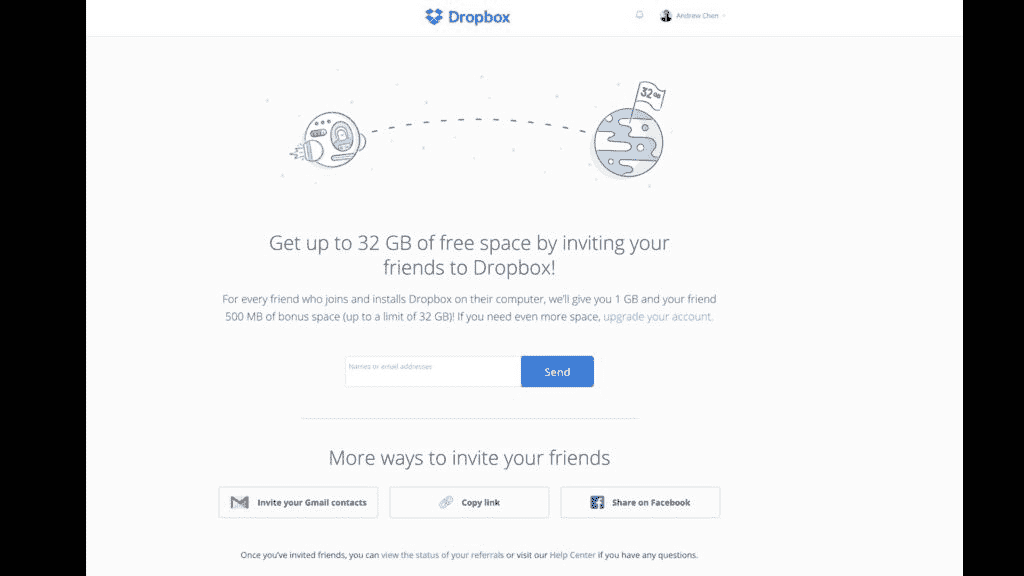 Dropbox
Andrew Chen
32 GB
Get up to 32 GB of free space by inviting your
friends to Dropbox!
For every friend who joins and installs Dropbox on their computer, we'll give you 1 GB and your friend
500 MB of bonus space (up to a limit of 32 GB)! If you need even more space, upgrade your account.
Names or email addresses
Send
More ways to invite your friends
Invite your Gmail contacts
Copy link
Share on Facebook
Once you've invited friends, you can view the status of your referrals or visit our Help Center if you have any questions.